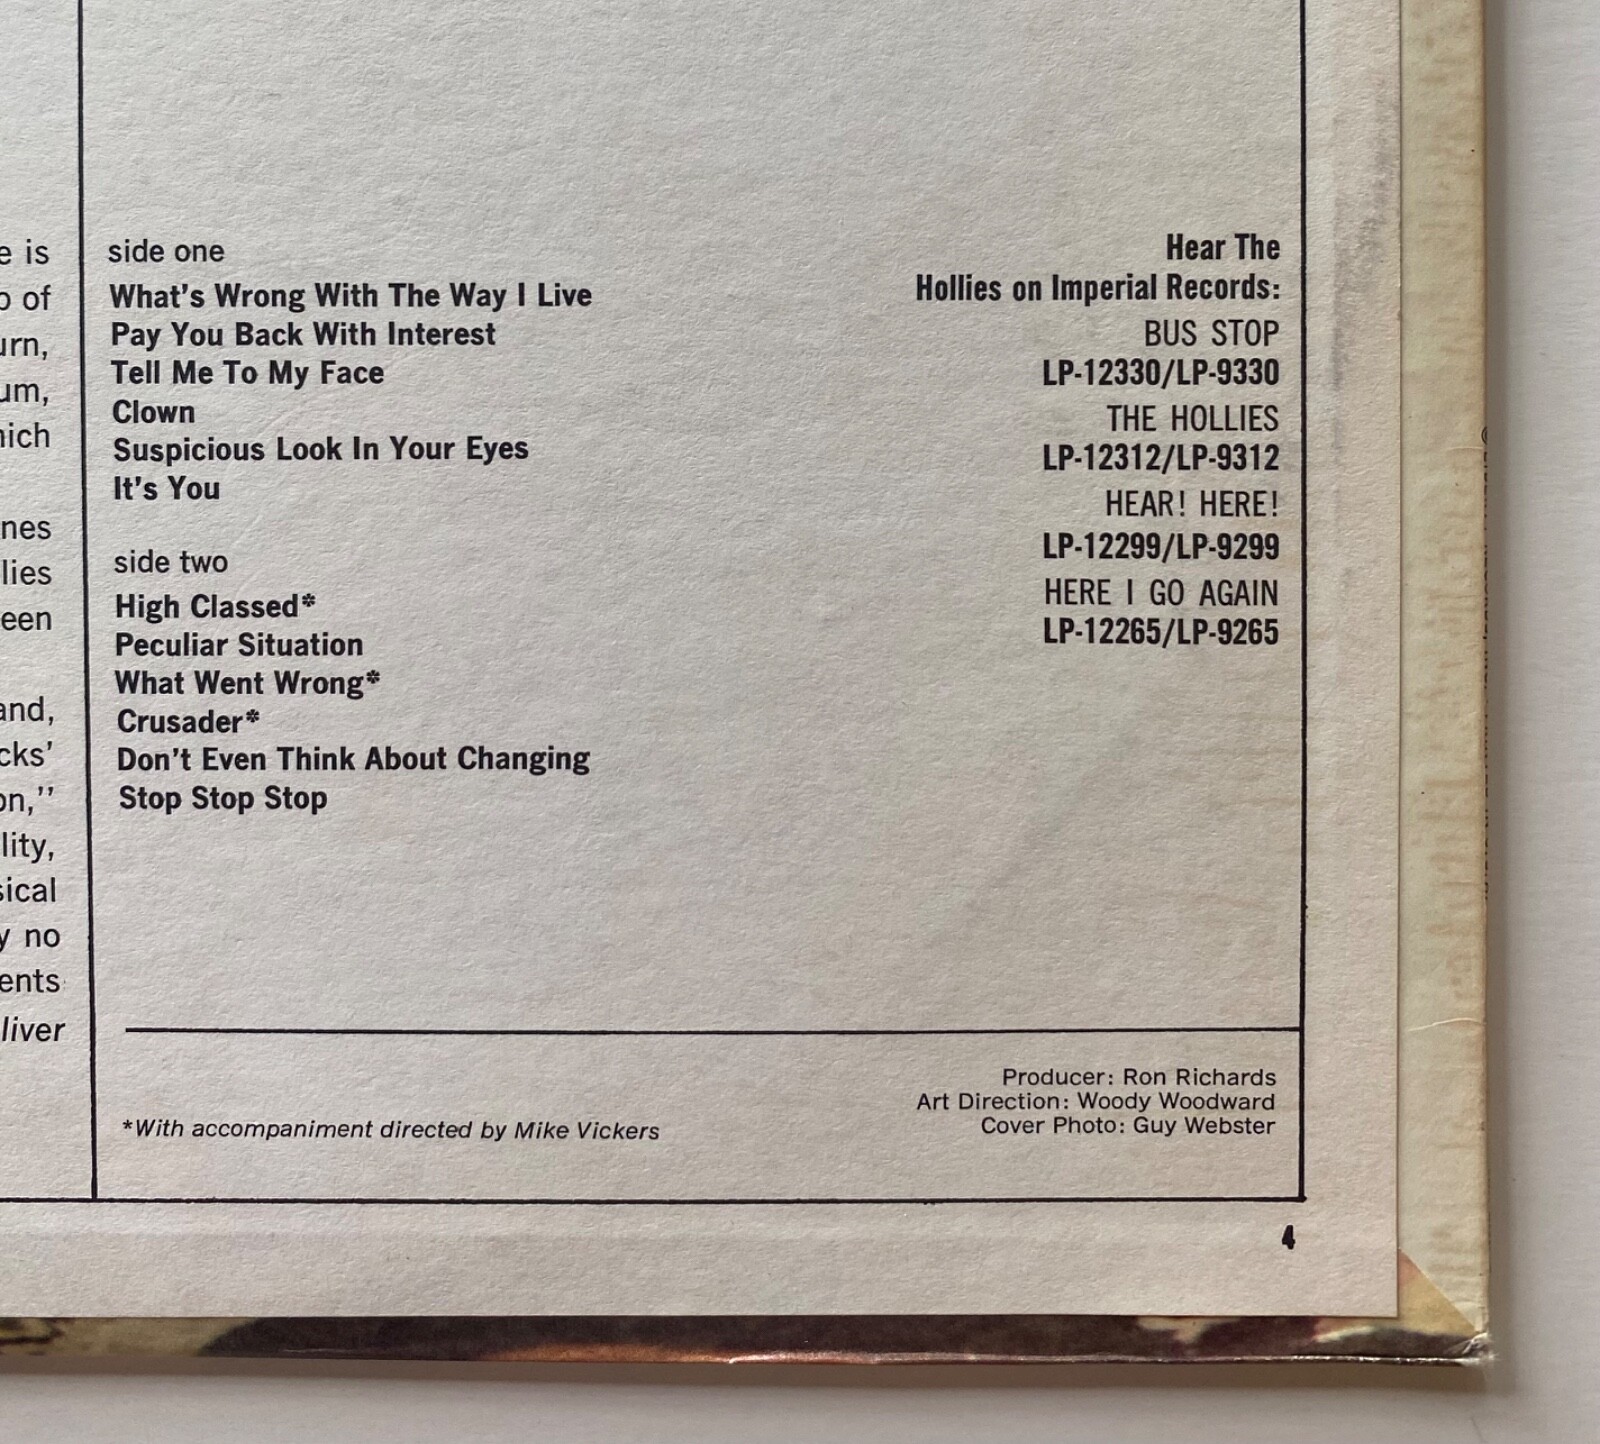 e is
of
urn,
um,
ich
nes
lies
een
and,
cks'
on,"
lity,
sical
y no
ents
liver
side one
What's Wrong With The Way I Live
Pay You Back With Interest
Tell Me To My Face
Clown
Suspicious Look In Your Eyes
It's You
side two
High Classed*
Peculiar Situation
What Went Wrong*
Crusader*
Don't Even Think About Changing
Stop Stop Stop
Hear The
Hollies on Imperial Records:
BUS STOP
LP-12330/LP-9330
THE HOLLIES
LP-12312/LP-9312
HEAR! HERE!
LP-12299/LP-9299
HERE I GO AGAIN
LP-12265/LP-9265
*With accompaniment directed by Mike Vickers
Producer: Ron Richards
Art Direction: Woody Woodward
Cover Photo: Guy Webster
4